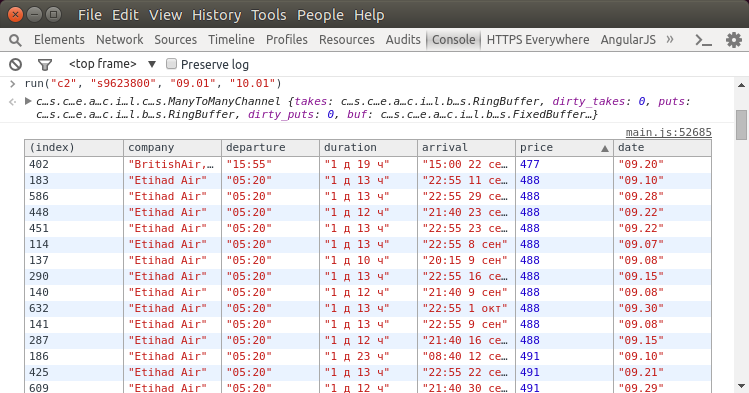 File Edit View History Tools People Help
Elements Network Sources Timeline Profiles Resources Audits Console HTTPS Everywhere AngularJS »
<top frame> ▼ Preserve log
> run("c2", "s9623800", "09.01", "10.01")
c…s.c…e.a…c.i…l.c…s.ManyToManyChannel {takes: c…s.c…e.a…c.i…l.b…s.RingBuffer, dirty_takes: 0, puts:
c…s.c…e.a…c.i…l.b…s.RingBuffer, dirty_puts: 0, buf: c…s.c…e.a…c.i…l.b…s.FixedBuffer…}
main.js:52685
(index) company departure duration arrival price date
402 "BritishAir,… "15:55" "1 д 19 ч" "15:00 22 се… 477 "09.20"
183 "Etihad Air" "05:20" "1 д 13 ч" "22:55 11 се… 488 "09.10"
586 "Etihad Air" "05:20" "1 д 13 ч" "22:55 29 се… 488 "09.28"
448 "Etihad Air" "05:20" "1 д 12 ч" "21:40 23 се… 488 "09.22"
451 "Etihad Air" "05:20" "1 д 13 ч" "22:55 23 се… 488 "09.22"
114 "Etihad Air" "05:20" "1 д 13 ч" "22:55 8 сен" 488 "09.07"
137 "Etihad Air" "05:20" "1 д 10 ч" "20:15 9 сен" 488 "09.08"
290 "Etihad Air" "05:20" "1 д 13 ч" "22:55 16 се… 488 "09.15"
140 "Etihad Air" "05:20" "1 д 12 ч" "21:40 9 сен" 488 "09.08"
632 "Etihad Air" "05:20" "1 д 13 ч" "22:55 1 окт" 488 "09.30"
141 "Etihad Air" "05:20" "1 д 13 ч" "22:55 9 сен" 488 "09.08"
287 "Etihad Air" "05:20" "1 д 12 ч" "21:40 16 се… 488 "09.15"
186 "Etihad Air" "05:20" "1 д 23 ч" "08:40 12 се… 491 "09.10"
425 "Etihad Air" "05:20" "1 д 13 ч" "22:55 22 се… 491 "09.21"
609 "Etihad Air" "05:20" "1 д 12 ч" "21:40 30 се… 491 "09.29"